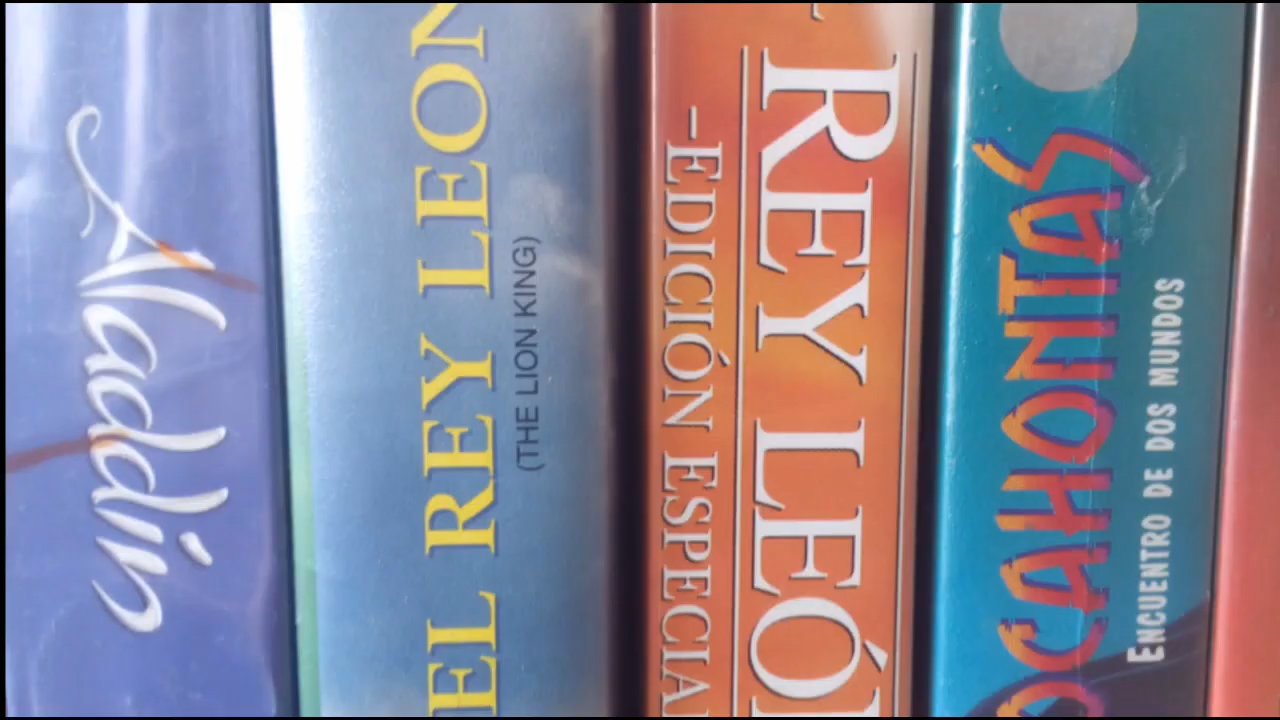 Aladdin
EL REY LEON
(THE LION KING)
REY LEÓ
-EDICIÓN ESPECIA
OCAHONTAS
ENCUENTRO DE DOS MUNDOS